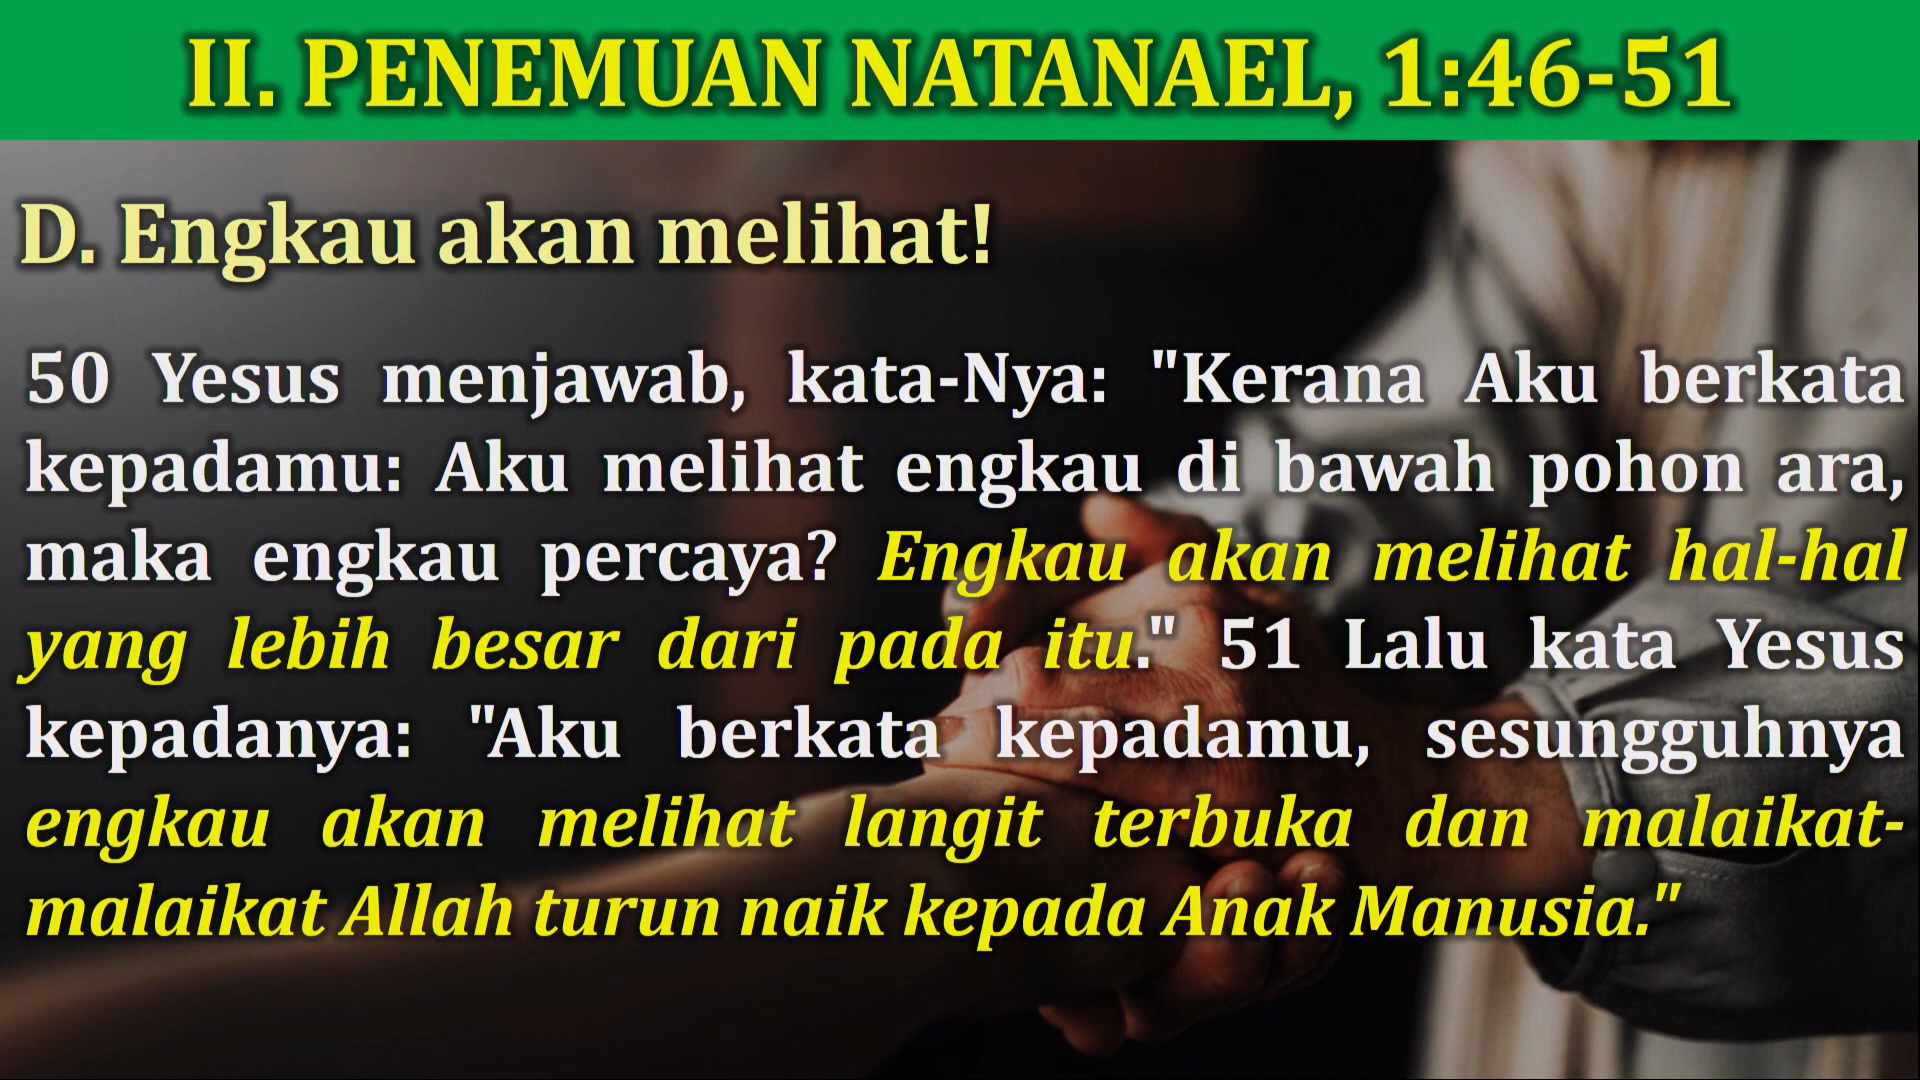 II. PENEMUAN NATANAEL, 1:46-51
D. Engkau akan melihat!
50 Yesus menjawab, kata-Nya: "Kerana Aku berkata
kepadamu: Aku melihat engkau di bawah pohon ara,
maka engkau percaya? Engkau akan melihat hal-hal
yang lebih besar dari pada itu." 51 Lalu kata Yesus
kepadanya: "Aku berkata kepadamu, sesungguhnya
engkau akan melihat langit terbuka dan malaikat-
malaikat Allah turun naik kepada Anak Manusia."